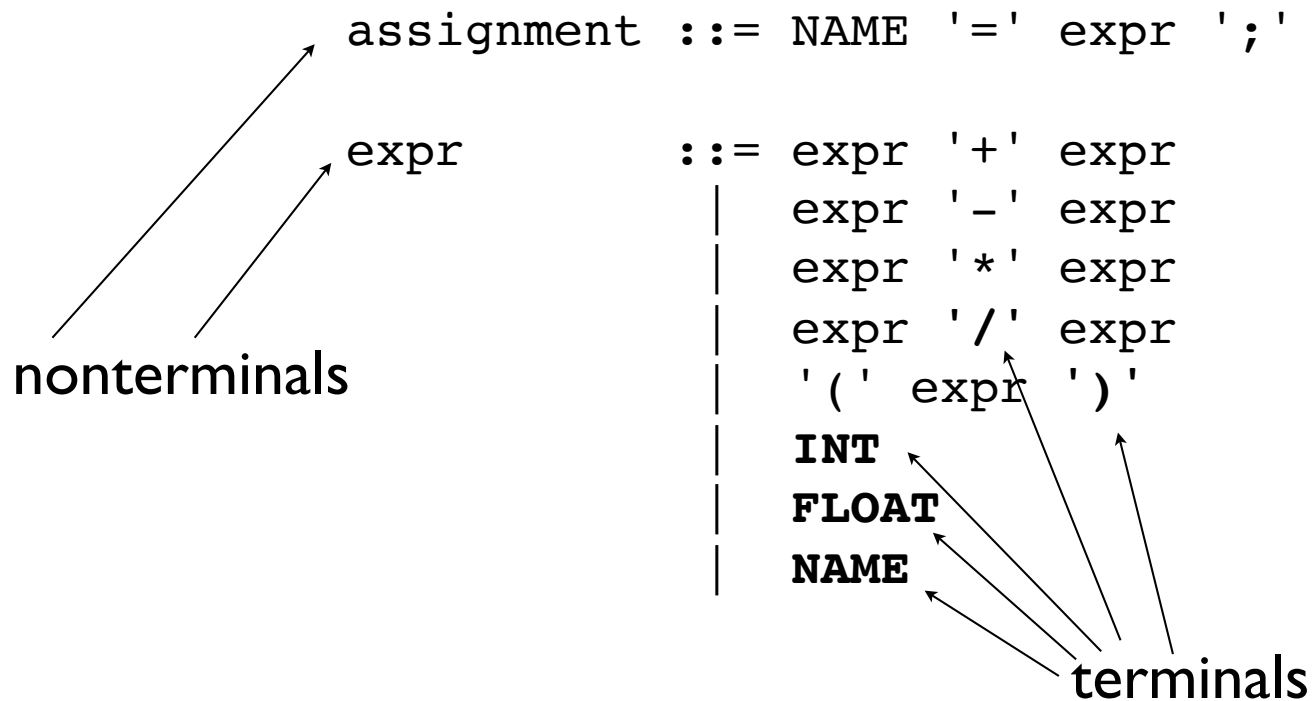 assignment ::= NAME '=' expr ';'
expr ::= expr '+' expr
| expr '-' expr
| expr '*' expr
| expr '/' expr
nonterminals
| '(' expr ')'
| INT
| FLOAT
| NAME
terminals